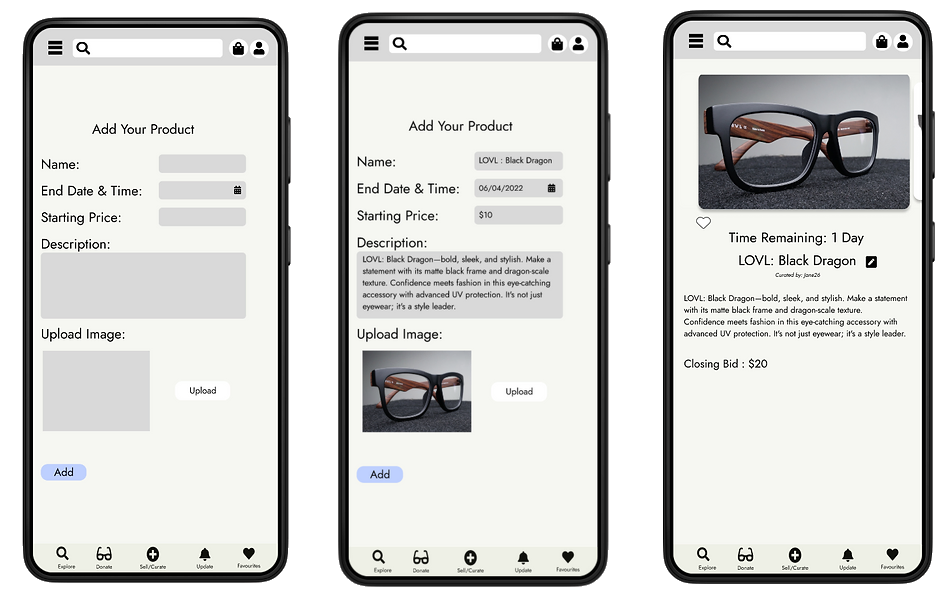 Add Your Product
Name:
End Date & Time:
Starting Price:
Description:
Upload Image:
Upload
Add
Explore
Donate
Sell/Curate
Update
Favourites
Add Your Product
Name:
LOVL : Black Dragon
End Date & Time:
06/04/2022
Starting Price:
$10
Description:
LOVL: Black Dragon—bold, sleek, and stylish. Make a
statement with its matte black frame and dragon-scale
texture. Confidence meets fashion in this eye-catching
accessory with advanced UV protection. It's not just
eyewear; it's a style leader.
Upload Image:
Upload
Add
Explore
Donate
Sell/Curate
Update
Favourites
Time Remaining: 1 Day
LOVL: Black Dragon
Curated by: Jane26
LOVL: Black Dragon—bold, sleek, and stylish. Make a statement
with its matte black frame and dragon-scale texture.
Confidence meets fashion in this eye-catching accessory with
advanced UV protection. It's not just eyewear; it's a style leader.
Closing Bid : $20
Explore
Donate
Sell/Curate
Update
Favourites